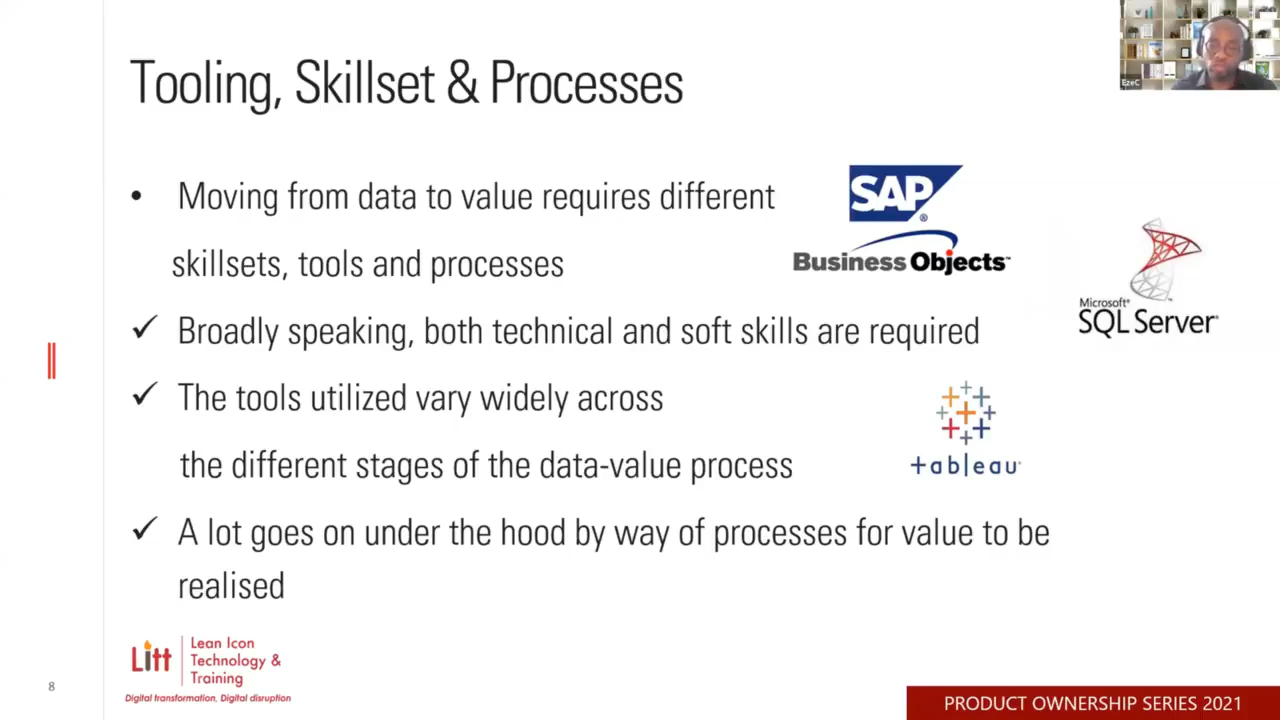 EzeC
Tooling, Skillset & Processes
• Moving from data to value requires different
skillsets, tools and processes
✓ Broadly speaking, both technical and soft skills are required
✓ The tools utilized vary widely across
the different stages of the data-value process
✓ A lot goes on under the hood by way of processes for value to be
realised
SAP®
Business Objects™
Microsoft®
SQL Server®
+ableau®
Litt
Lean Icon
Technology &
Training
Digital transformation, Digital disruption
8
PRODUCT OWNERSHIP SERIES 2021